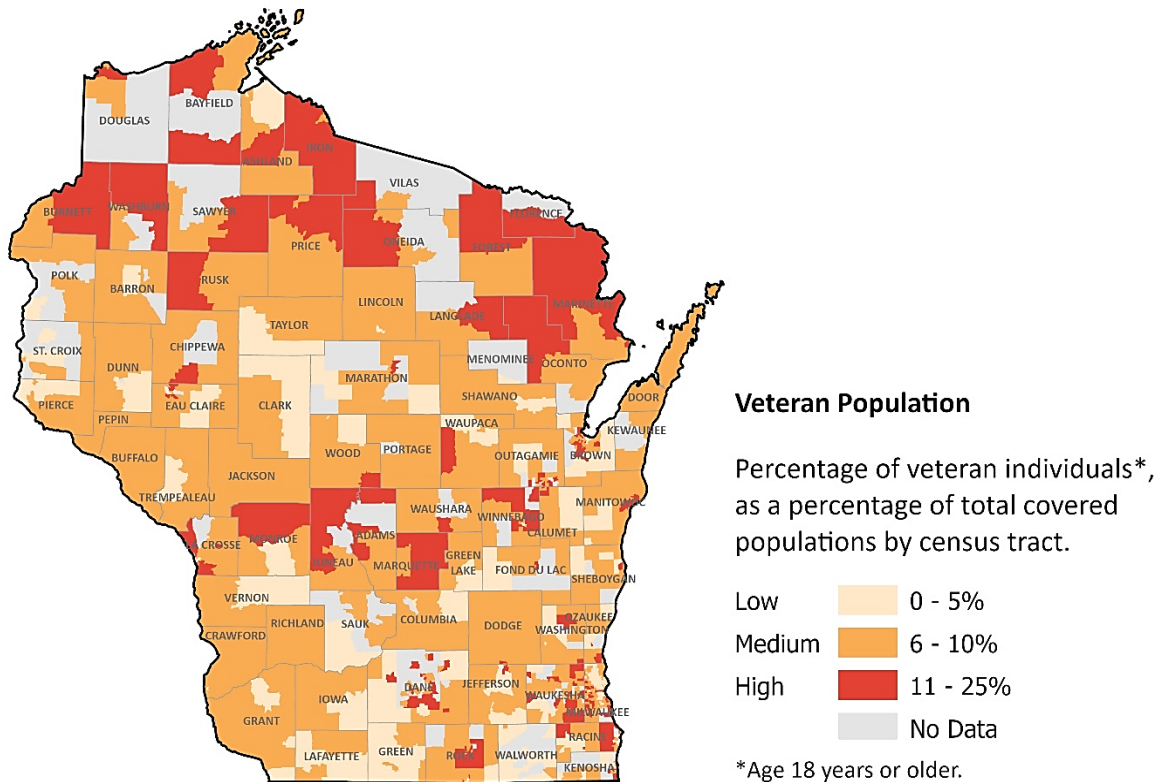 DOUGLAS
BAYFIELD
ASHLAND
IRON
VILAS
BURNETT
WASHBURN
SAWYER
PRICE
ONEIDA
FLORENCE
FOREST
POLK
BARRON
RUSK
LINCOLN
LANGLADE
MARINETTE
TAYLOR
ST. CROIX
CHIPPEWA
DUNN
MENOMINEE
OCONTO
MARATHON
PIERCE
EAU CLAIRE
CLARK
SHAWANO
DOOR
PEPIN
WAUPACA
KEWAUNEE
BUFFALO
WOOD
PORTAGE
OUTAGAMIE
BROWN
JACKSON
TREMPEALEAU
WAUSHARA
WINNEBAGO
MANITOWOC
CALUMET
CROSSE
MONROE
ADAMS
JUNEAU
MARQUETTE
GREEN
LAKE
FOND DU LAC
SHEBOYGAN
VERNON
SAUK
COLUMBIA
DODGE
OZAUKEE
WASHINGTON
RICHLAND
CRAWFORD
DANE
JEFFERSON
WAUKESHA
MILWAUKEE
IOWA
GRANT
RACINE
LAFAYETTE
GREEN
ROCK
WALWORTH
KENOSHA
Veteran Population
Percentage of veteran individuals*,
as a percentage of total covered
populations by census tract.
Low 0 - 5%
Medium 6 - 10%
High 11 - 25%
No Data
*Age 18 years or older.